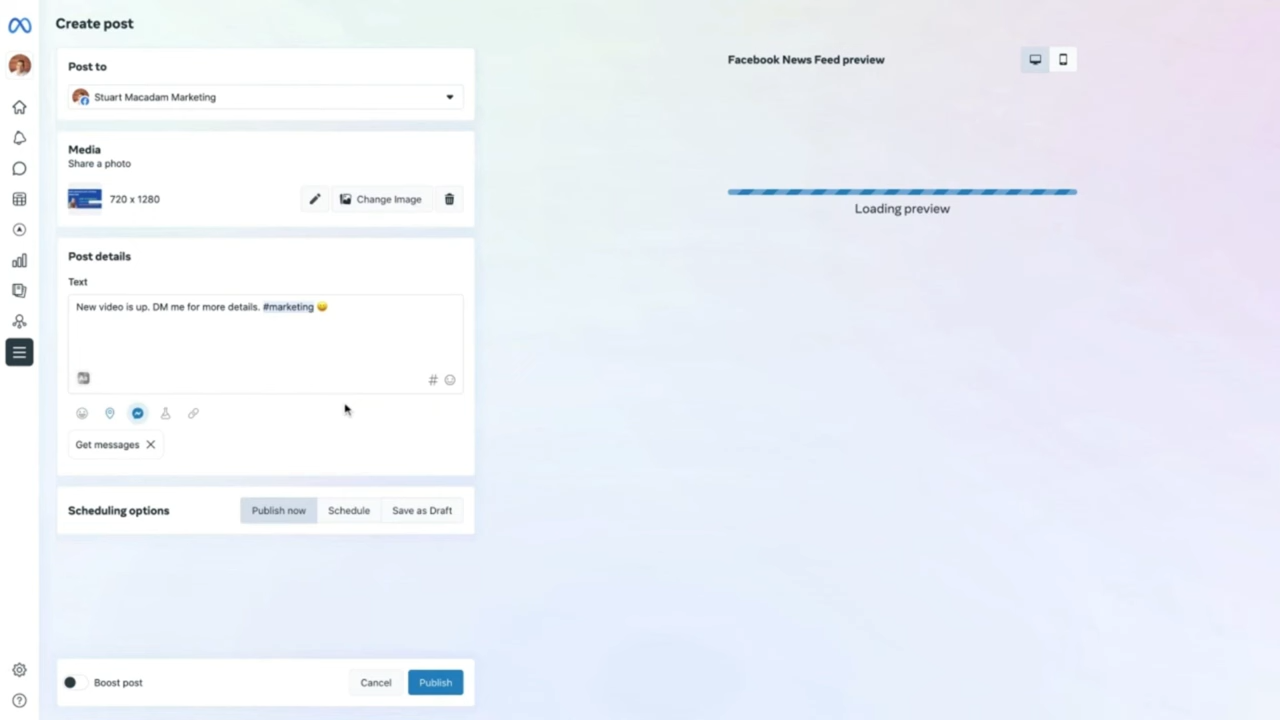 Create post
Post to
Stuart Macadam Marketing
Media
Share a photo
720 x 1280
Change Image
Post details
Text
New video is up. DM me for more details. #marketing 😀
#
Get messages
Scheduling options
Publish now
Schedule
Save as Draft
Boost post
Cancel
Publish
Facebook News Feed preview
Loading preview